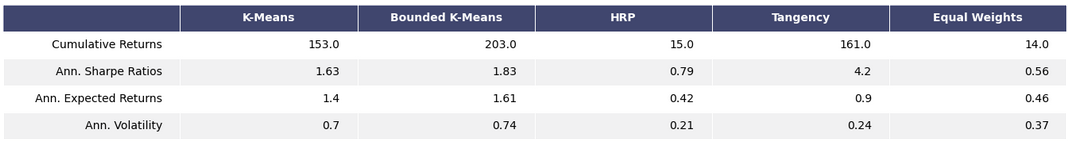 K-Means Bounded K-Means HRP Tangency Equal Weights
Cumulative Returns 153.0 203.0 15.0 161.0 14.0
Ann. Sharpe Ratios 1.63 1.83 0.79 4.2 0.56
Ann. Expected Returns 1.4 1.61 0.42 0.9 0.46
Ann. Volatility 0.7 0.74 0.21 0.24 0.37